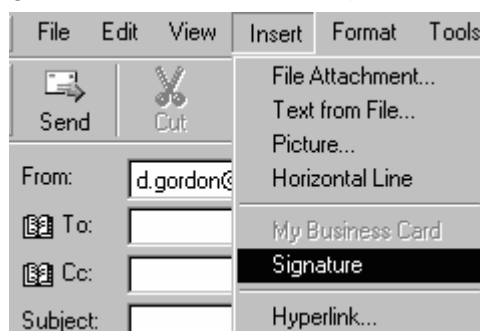 File Edit View Insert Format Tools
Send Cut
File Attachment...
Text from File...
Picture...
Horizontal Line
My Business Card
Signature
Hyperlink...
From: d.gordon@
To:
Cc:
Subject: